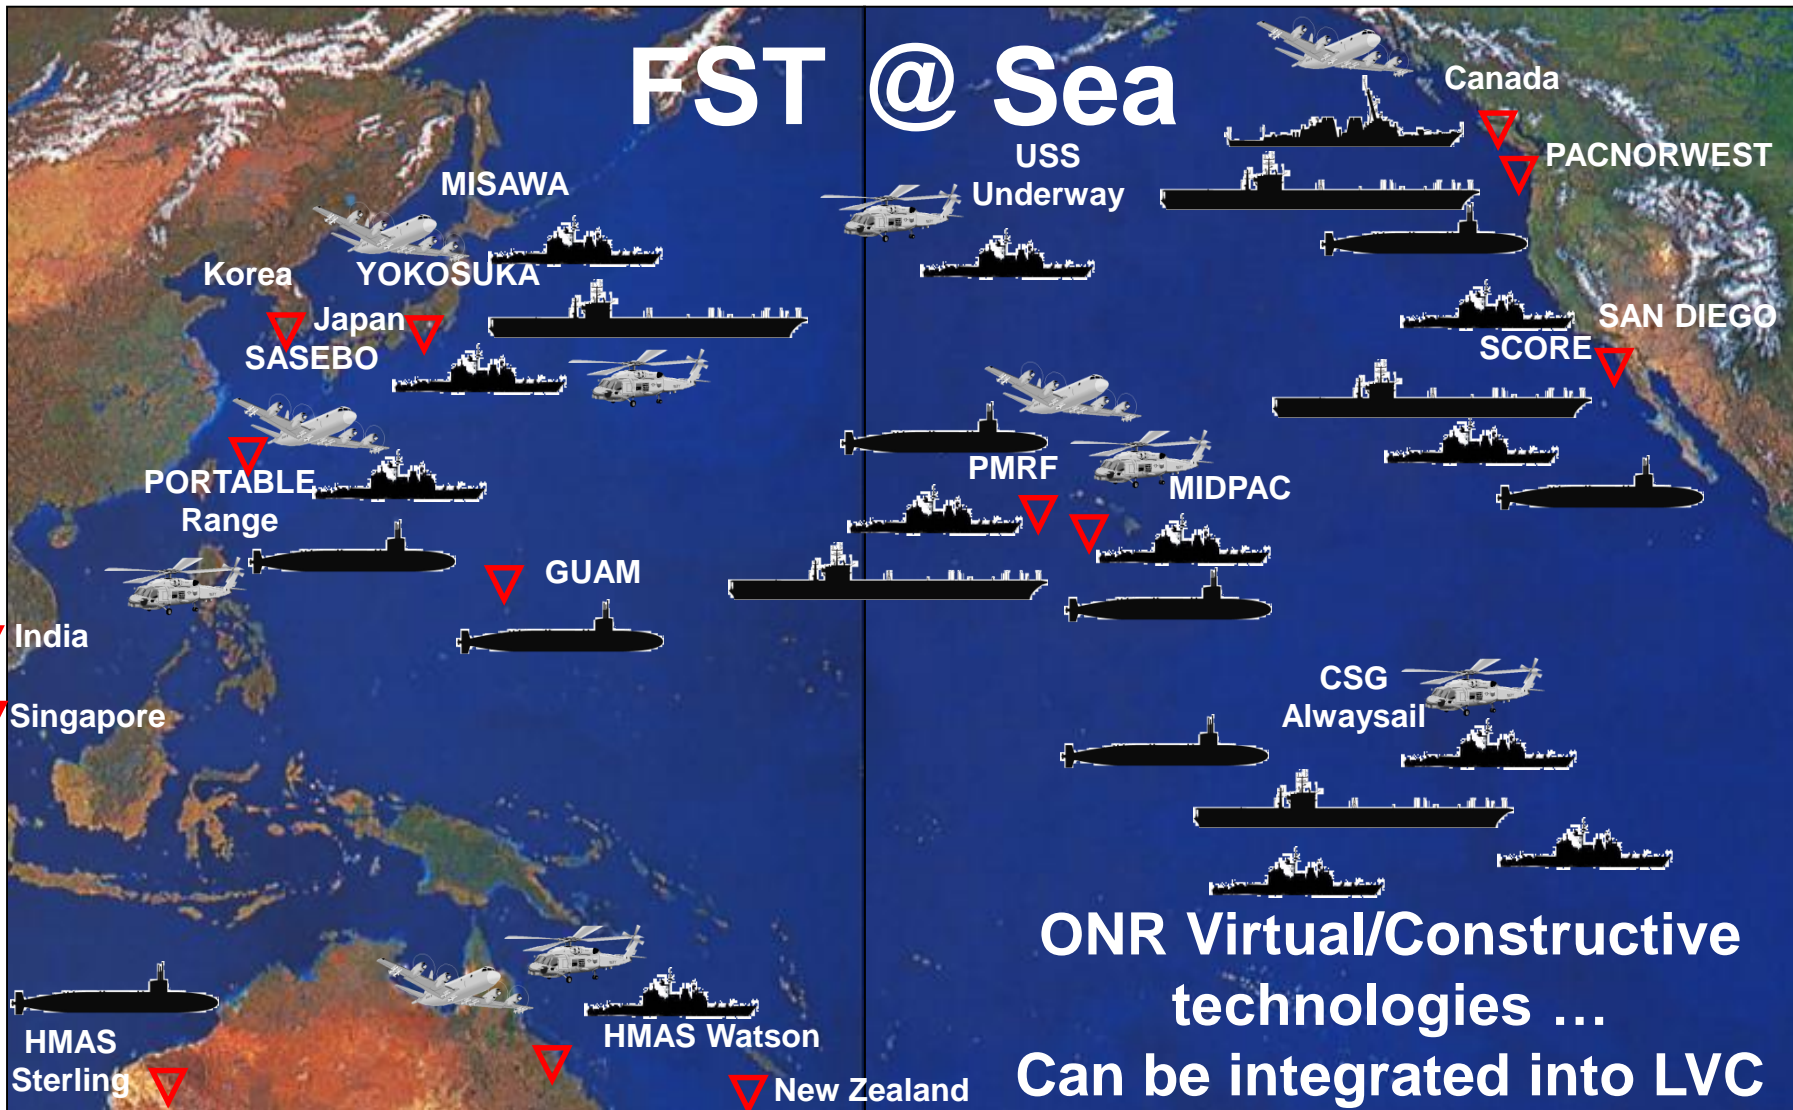 FST @ Sea
Canada
PACNORWEST
USS
Underway
MISAWA
Korea
YOKOSUKA
Japan
SASEBO
SAN DIEGO
SCORE
PORTABLE
Range
PMRF
MIDPAC
GUAM
India
Singapore
CSG
Alwaysail
ONR Virtual/Constructive
technologies …
Can be integrated into LVC
HMAS
Sterling
HMAS Watson
New Zealand